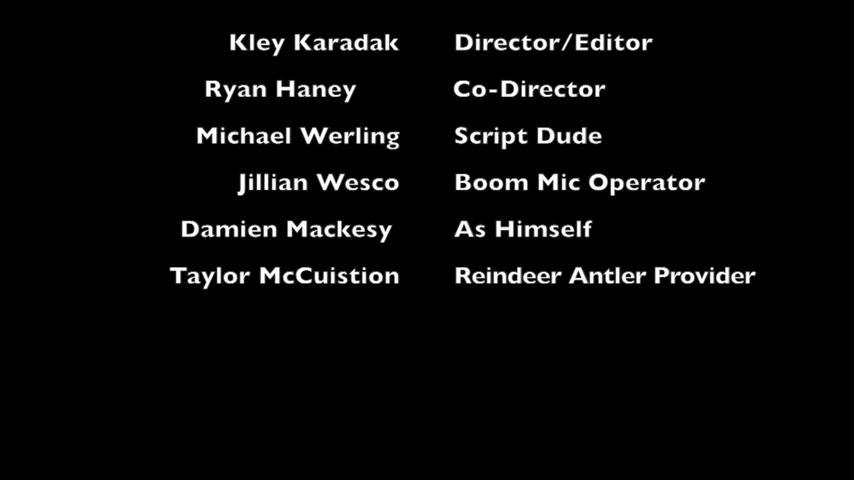 Kley Karadak Director/Editor
Ryan Haney Co-Director
Michael Werling Script Dude
Jillian Wesco Boom Mic Operator
Damien Mackesy As Himself
Taylor McCuistion Reindeer Antler Provider